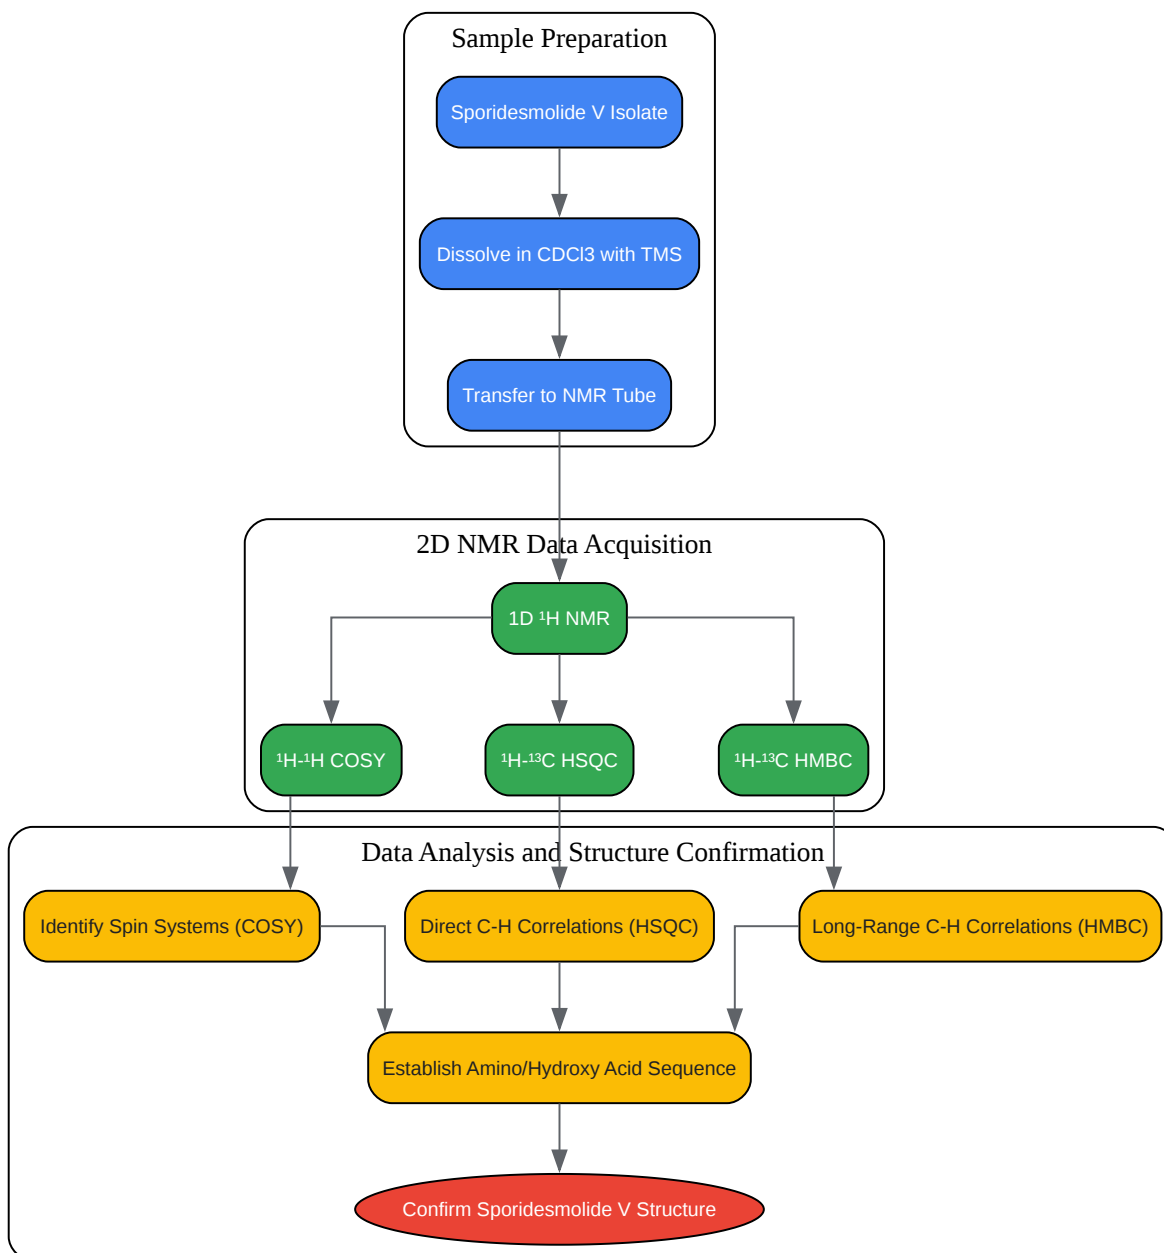 Sample Preparation
Sporidesmolide V Isolate
Dissolve in CDCl3 with TMS
Transfer to NMR Tube
2D NMR Data Acquisition
1D ¹H NMR
¹H-¹H COSY
¹H-¹³C HSQC
¹H-¹³C HMBC
Data Analysis and Structure Confirmation
Identify Spin Systems (COSY)
Direct C-H Correlations (HSQC)
Long-Range C-H Correlations (HMBC)
Establish Amino/Hydroxy Acid Sequence
Confirm Sporidesmolide V Structure